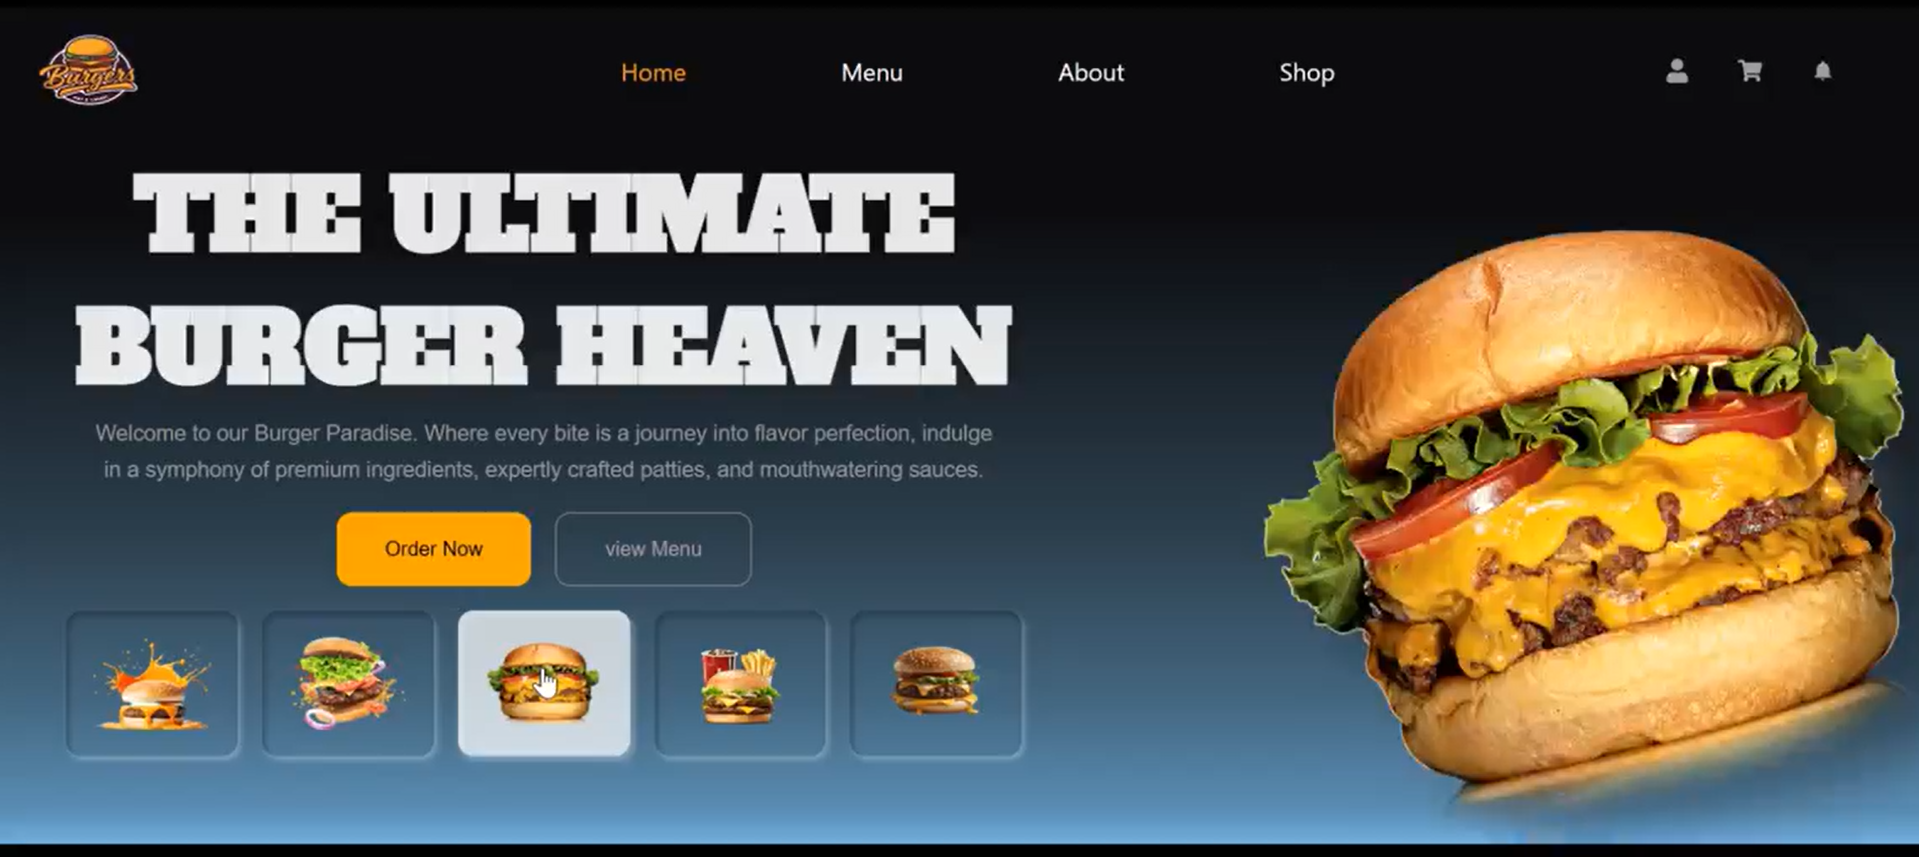 Burgers
Home
Menu
About
Shop
THE ULTIMATE
BURGER HEAVEN
Welcome to our Burger Paradise. Where every bite is a journey into flavor perfection, indulge
in a symphony of premium ingredients, expertly crafted patties, and mouthwatering sauces.
Order Now
view Menu